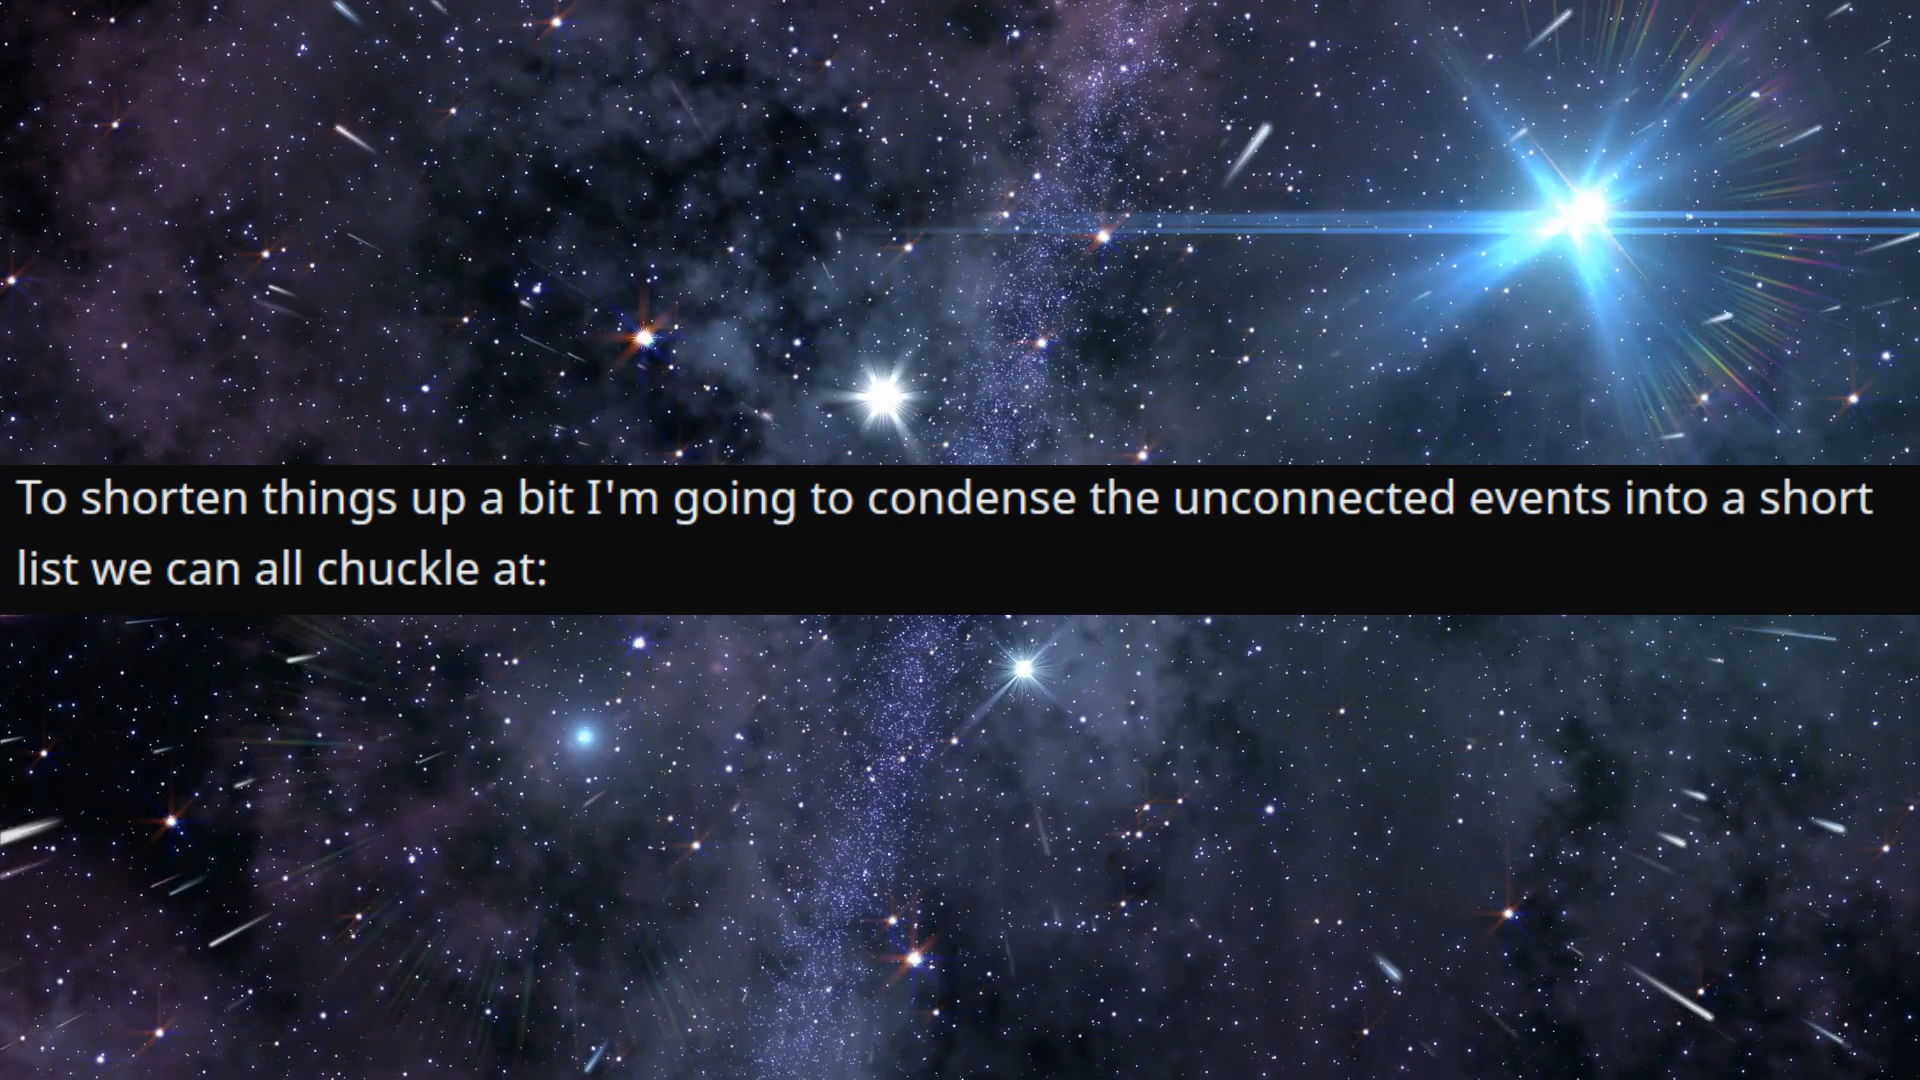 To shorten things up a bit I'm going to condense the unconnected events into a short
list we can all chuckle at: